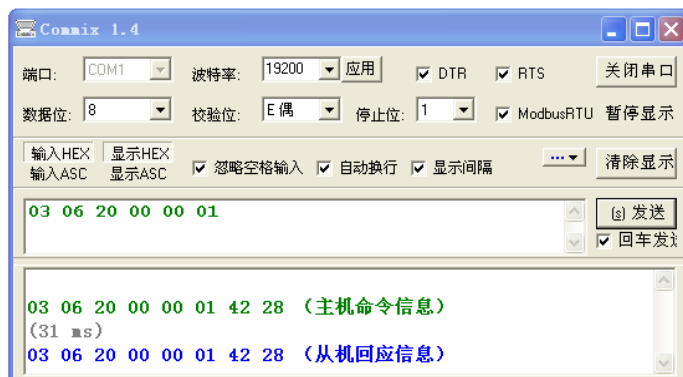 Commix 1.4
端口: COM1 波特率: 19200 应用 DTR RTS 关闭串口
数据位: 8 校验位: E偶 停止位: 1 ModbusRTU 暂停显示
输入HEX 显示HEX
输入ASC 显示ASC 忽略空格输入 自动换行 显示间隔 ... 清除显示
03 06 20 00 00 01 (s) 发送
回车发送
03 06 20 00 00 01 42 28 (主机命令信息)
(31 ms)
03 06 20 00 00 01 42 28 (从机回应信息)